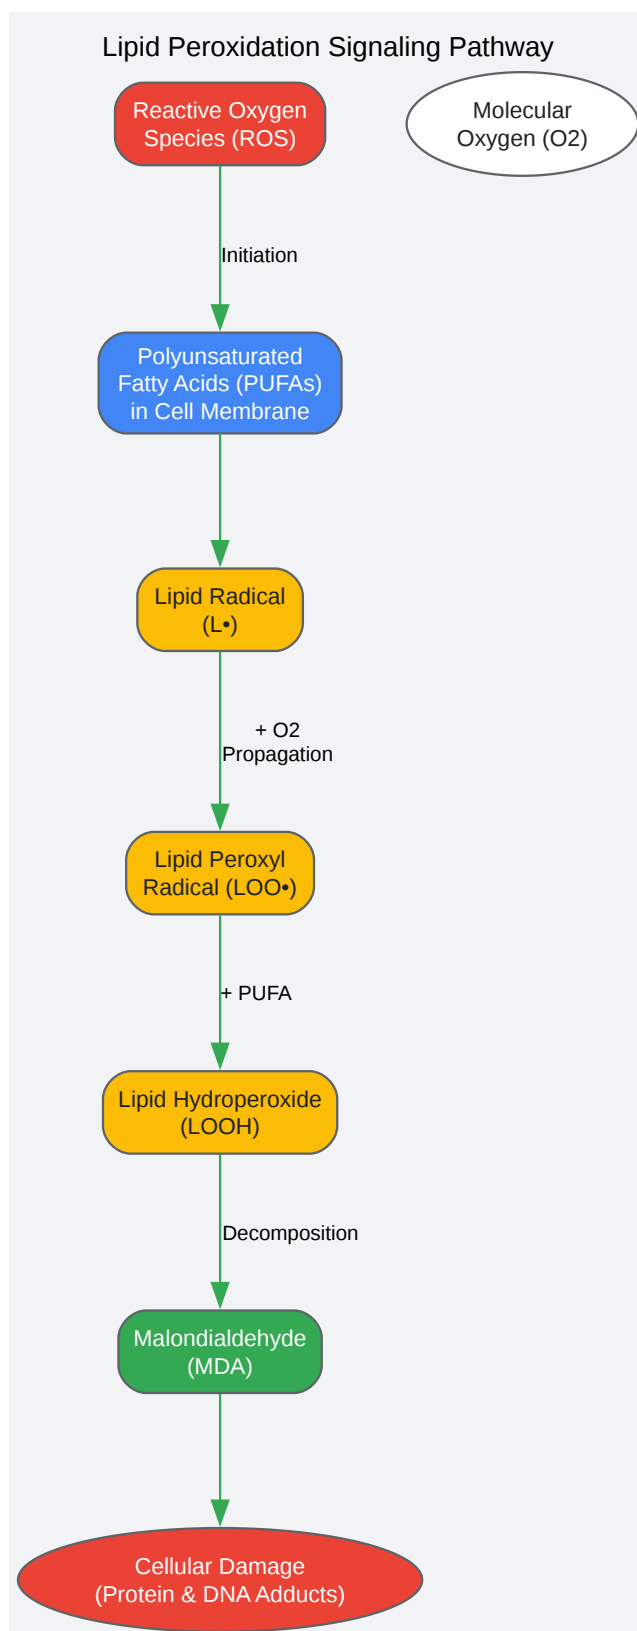 Lipid Peroxidation Signaling Pathway
Reactive Oxygen
Species (ROS)
Molecular
Oxygen (O2)
Initiation
Polyunsaturated
Fatty Acids (PUFAs)
in Cell Membrane
Lipid Radical
(L•)
+ O2
Propagation
Lipid Peroxyl
Radical (LOO•)
+ PUFA
Lipid Hydroperoxide
(LOOH)
Decomposition
Malondialdehyde
(MDA)
Cellular Damage
(Protein & DNA Adducts)